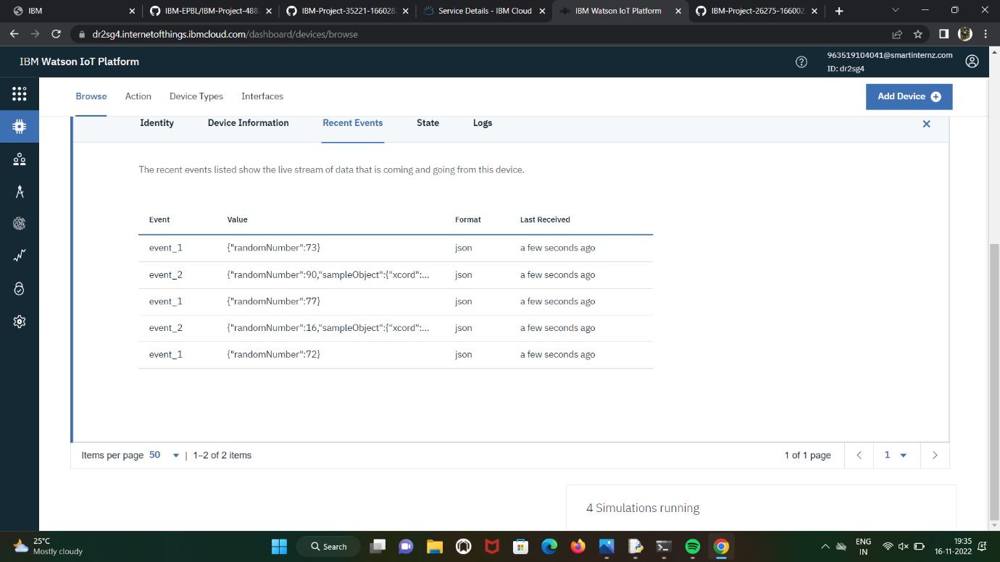 IBM
IBM-EPBL/IBM-Project-488
IBM-Project-35221-166028
Service Details - IBM Cloud
IBM Watson IoT Platform
IBM-Project-26275-166002
dr2sg4.internetofthings.ibmcloud.com/dashboard/devices/browse
IBM Watson IoT Platform
963519104041@smartinternz.com
ID: dr2sg4
Browse Action Device Types Interfaces
Add Device
Identity Device Information Recent Events State Logs
The recent events listed show the live stream of data that is coming and going from this device.
Event Value Format Last Received
event_1 {"randomNumber":73} json a few seconds ago
event_2 {"randomNumber":90,"sampleObject":{"xcord":... json a few seconds ago
event_1 {"randomNumber":77} json a few seconds ago
event_2 {"randomNumber":16,"sampleObject":{"xcord":... json a few seconds ago
event_1 {"randomNumber":72} json a few seconds ago
Items per page 50 | 1–2 of 2 items
1 of 1 page 1
4 Simulations running
25°C
Mostly cloudy
Search
ENG
IN
19:35
16-11-2022